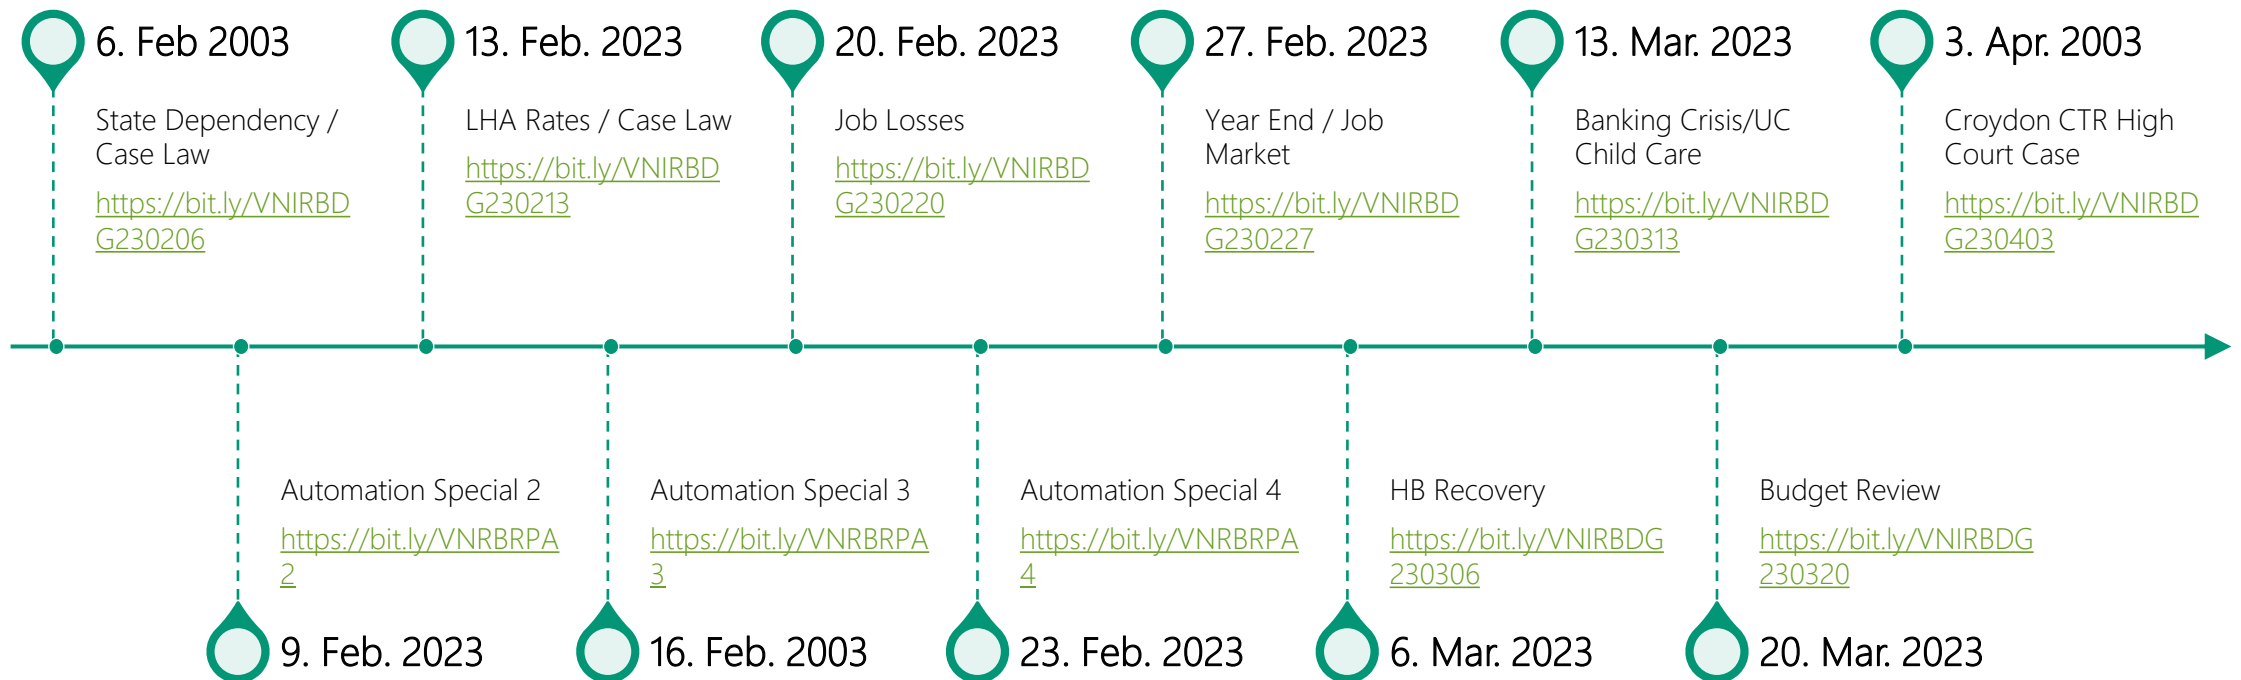 6. Feb 2003
State Dependency /
Case Law
https://bit.ly/VNIRBD
G230206
13. Feb. 2023
LHA Rates / Case Law
https://bit.ly/VNIRBD
G230213
20. Feb. 2023
Job Losses
https://bit.ly/VNIRBD
G230220
27. Feb. 2023
Year End / Job
Market
https://bit.ly/VNIRBD
G230227
13. Mar. 2023
Banking Crisis/UC
Child Care
https://bit.ly/VNIRBD
G230313
3. Apr. 2003
Croydon CTR High
Court Case
https://bit.ly/VNIRBD
G230403
Automation Special 2
https://bit.ly/VNRBRPA
2
9. Feb. 2023
Automation Special 3
https://bit.ly/VNRBRPA
3
16. Feb. 2003
Automation Special 4
https://bit.ly/VNRBRPA
4
23. Feb. 2023
HB Recovery
https://bit.ly/VNIRBDG
230306
6. Mar. 2023
Budget Review
https://bit.ly/VNIRBDG
230320
20. Mar. 2023